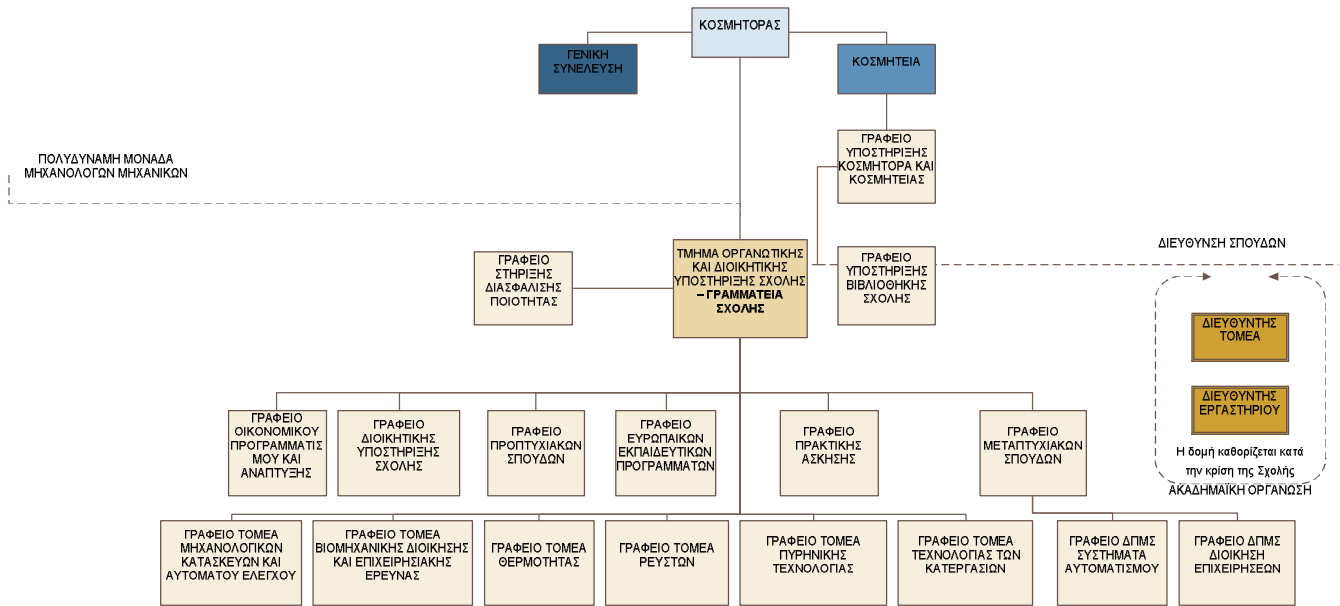 ΚΟΣΜΗΤΟΡΑΣ
ΓΕΝΙΚΗ
ΣΥΝΕΛΕΥΣΗ
ΚΟΣΜΗΤΕΙΑ
ΓΡΑΦΕΙΟ
ΥΠΟΣΤΗΡΙΞΗΣ
ΚΟΣΜΗΤΟΡΑ ΚΑΙ
ΚΟΣΜΗΤΕΙΑΣ
ΠΟΛΥΔΥΝΑΜΗ ΜΟΝΑΔΑ
ΜΗΧΑΝΟΛΟΓΩΝ ΜΗΧΑΝΙΚΩΝ
ΓΡΑΦΕΙΟ
ΣΤΗΡΙΞΗΣ
ΔΙΑΣΦΑΛΙΣΗΣ
ΠΟΙΟΤΗΤΑΣ
ΤΜΗΜΑ ΟΡΓΑΝΩΤΙΚΗΣ
ΚΑΙ ΔΙΟΙΚΗΤΙΚΗΣ
ΥΠΟΣΤΗΡΙΞΗΣ ΣΧΟΛΗΣ
– ΓΡΑΜΜΑΤΕΙΑ
ΣΧΟΛΗΣ
ΓΡΑΦΕΙΟ
ΥΠΟΣΤΗΡΙΞΗΣ
ΒΙΒΛΙΟΘΗΚΗΣ
ΣΧΟΛΗΣ
ΔΙΕΥΘΥΝΣΗ ΣΠΟΥΔΩΝ
ΔΙΕΥΘΥΝΤΗΣ
ΤΟΜΕΑ
ΔΙΕΥΘΥΝΤΗΣ
ΕΡΓΑΣΤΗΡΙΟΥ
Η δομή καθορίζεται κατά
την κρίση της Σχολής
ΑΚΑΔΗΜΑΪΚΗ ΟΡΓΑΝΩΣΗ
ΓΡΑΦΕΙΟ
ΟΙΚΟΝΟΜΙΚΟΥ
ΠΡΟΓΡΑΜΜΑΤΙΣ
ΜΟΥ ΚΑΙ
ΑΝΑΠΤΥΞΗΣ
ΓΡΑΦΕΙΟ
ΔΙΟΙΚΗΤΙΚΗΣ
ΥΠΟΣΤΗΡΙΞΗΣ
ΣΧΟΛΗΣ
ΓΡΑΦΕΙΟ
ΠΡΟΠΤΥΧΙΑΚΩΝ
ΣΠΟΥΔΩΝ
ΓΡΑΦΕΙΟ
ΕΥΡΩΠΑΙΚΩΝ
ΕΚΠΑΙΔΕΥΤΙΚΩΝ
ΠΡΟΓΡΑΜΜΑΤΩΝ
ΓΡΑΦΕΙΟ
ΠΡΑΚΤΙΚΗΣ
ΑΣΚΗΣΗΣ
ΓΡΑΦΕΙΟ
ΜΕΤΑΠΤΥΧΙΑΚΩΝ
ΣΠΟΥΔΩΝ
ΓΡΑΦΕΙΟ ΤΟΜΕΑ
ΜΗΧΑΝΟΛΟΓΙΚΩΝ
ΚΑΤΑΣΚΕΥΩΝ ΚΑΙ
ΑΥΤΟΜΑΤΟΥ ΕΛΕΓΧΟΥ
ΓΡΑΦΕΙΟ ΤΟΜΕΑ
ΒΙΟΜΗΧΑΝΙΚΗΣ ΔΙΟΙΚΗΣΗΣ
ΚΑΙ ΕΠΙΧΕΙΡΗΣΙΑΚΗΣ
ΕΡΕΥΝΑΣ
ΓΡΑΦΕΙΟ ΤΟΜΕΑ
ΘΕΡΜΟΤΗΤΑΣ
ΓΡΑΦΕΙΟ ΤΟΜΕΑ
ΡΕΥΣΤΩΝ
ΓΡΑΦΕΙΟ ΤΟΜΕΑ
ΠΥΡΗΝΙΚΗΣ
ΤΕΧΝΟΛΟΓΙΑΣ
ΓΡΑΦΕΙΟ ΤΟΜΕΑ
ΤΕΧΝΟΛΟΓΙΑΣ ΤΩΝ
ΚΑΤΕΡΓΑΣΙΩΝ
ΓΡΑΦΕΙΟ ΔΠΜΣ
ΣΥΣΤΗΜΑΤΑ
ΑΥΤΟΜΑΤΙΣΜΟΥ
ΓΡΑΦΕΙΟ ΔΠΜΣ
ΔΙΟΙΚΗΣΗ
ΕΠΙΧΕΙΡΗΣΕΩΝ